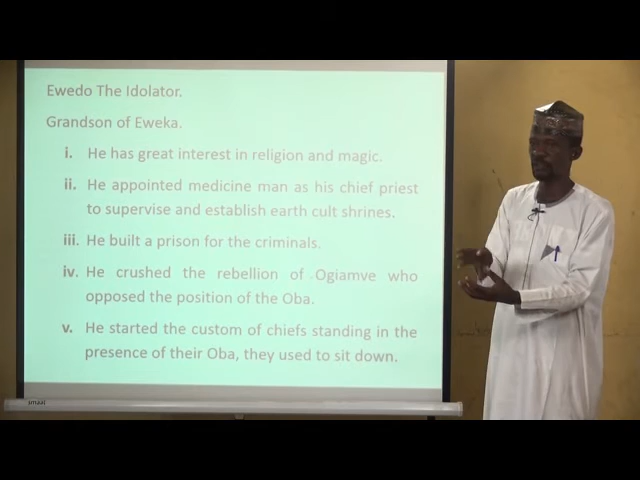 Ewedo The Idolator.
Grandson of Eweka.
i. He has great interest in religion and magic.
ii. He appointed medicine man as his chief priest
to supervise and establish earth cult shrines.
iii. He built a prison for the criminals.
iv. He crushed the rebellion of Ogiamve who
opposed the position of the Oba.
v. He started the custom of chiefs standing in the
presence of their Oba, they used to sit down.